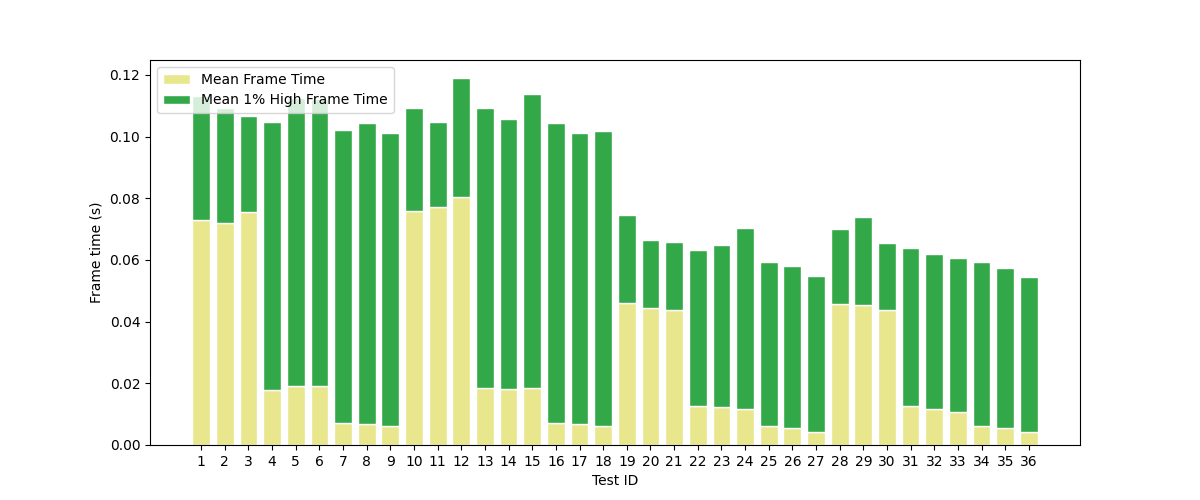 Mean Frame Time
Mean 1% High Frame Time
0.12
0.10
0.08
0.06
0.04
0.02
0.00
Frame time (s)
1 2 3 4 5 6 7 8 9 10 11 12 13 14 15 16 17 18 19 20 21 22 23 24 25 26 27 28 29 30 31 32 33 34 35 36
Test ID